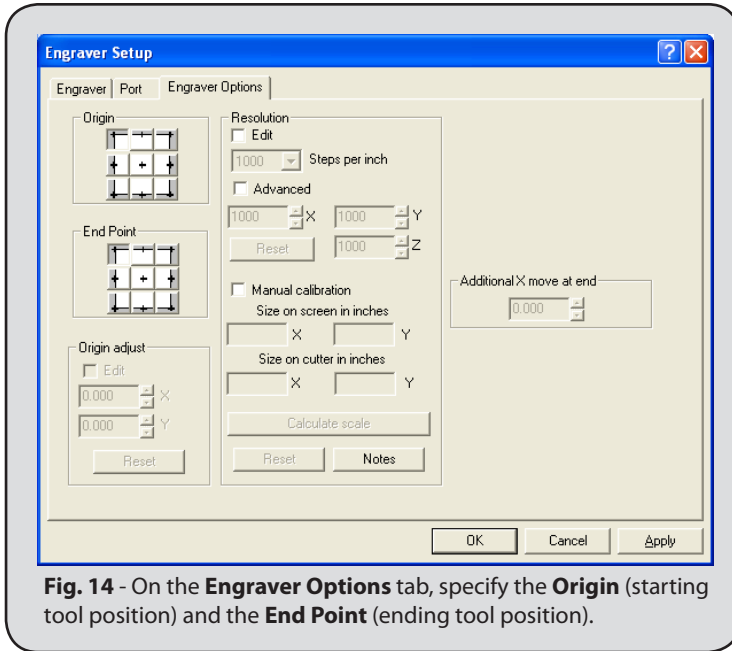 Engraver Setup
Engraver Port Engraver Options
Origin
End Point
Origin adjust
Edit
0.000 X
0.000 Y
Reset
Resolution
Edit
1000 Steps per inch
Advanced
1000 X 1000 Y
Reset 1000 Z
Manual calibration
Size on screen in inches
X Y
Size on cutter in inches
X Y
Calculate scale
Reset Notes
Additional X move at end
0.000
OK Cancel Apply
Fig. 14 - On the Engraver Options tab, specify the Origin (starting
tool position) and the End Point (ending tool position).